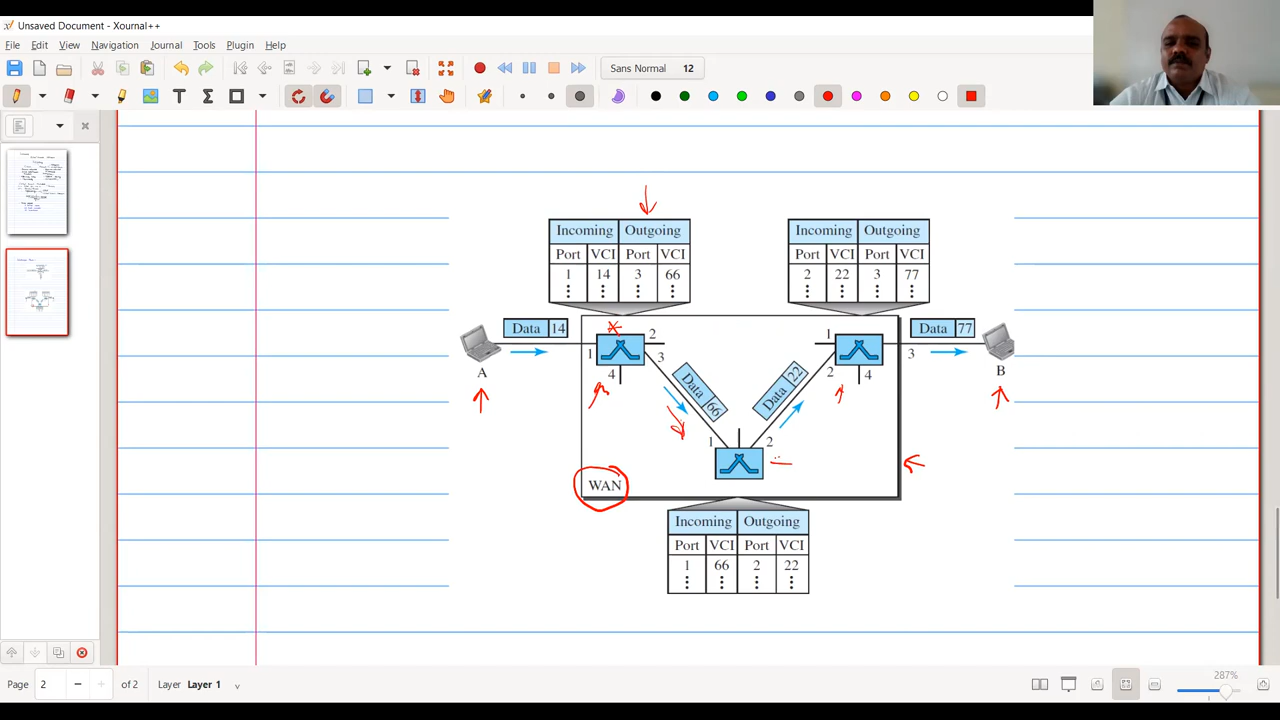 Unsaved Document - Xournal++
File Edit View Navigation Journal Tools Plugin Help
Sans Normal 12
Incoming Outgoing
Port VCI Port VCI
1 14 3 66
Incoming Outgoing
Port VCI Port VCI
2 22 3 77
Data 14
Data 77
1 2 3 4
1 2 3 4
A
B
Data 66
Data 22
1 2
WAN
Incoming Outgoing
Port VCI Port VCI
1 66 2 22
Page 2 of 2 Layer Layer 1
287%